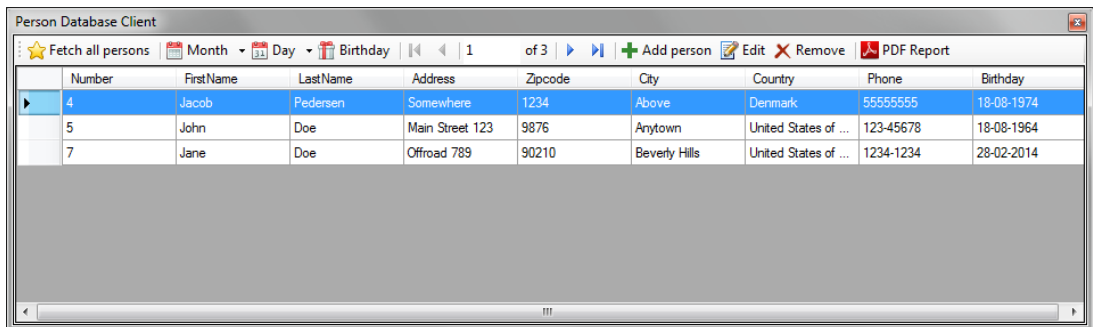 Person Database Client
Fetch all persons Month Day Birthday 1 of 3 Add person Edit Remove PDF Report
Number FirstName LastName Address Zipcode City Country Phone Birthday
4 Jacob Pedersen Somewhere 1234 Above Denmark 55555555 18-08-1974
5 John Doe Main Street 123 9876 Anytown United States of ... 123-45678 18-08-1964
7 Jane Doe Offroad 789 90210 Beverly Hills United States of ... 1234-1234 28-02-2014